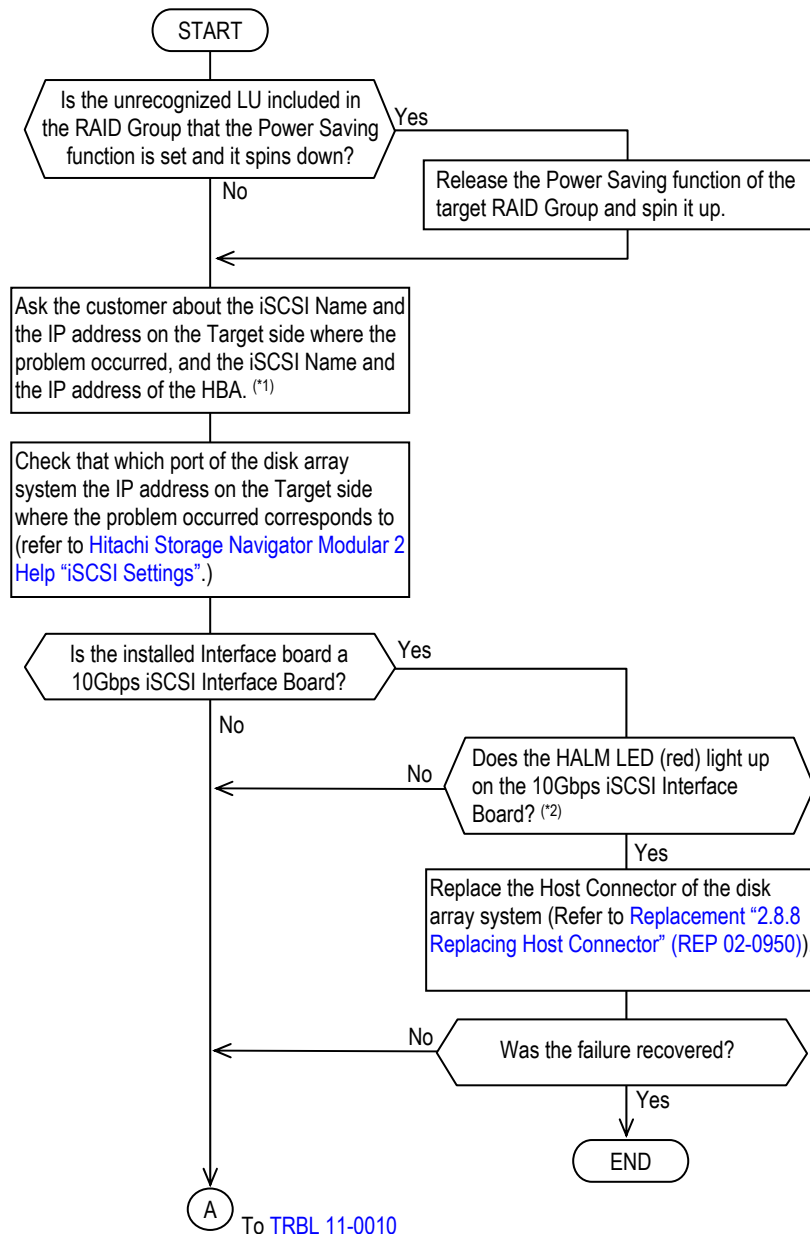 START
Is the unrecognized LU included in
the RAID Group that the Power Saving
function is set and it spins down?
Yes
No
Release the Power Saving function of the
target RAID Group and spin it up.
Ask the customer about the iSCSI Name and
the IP address on the Target side where the
problem occurred, and the iSCSI Name and
the IP address of the HBA. (*1)
Check that which port of the disk array
system the IP address on the Target side
where the problem occurred corresponds to
(refer to Hitachi Storage Navigator Modular 2
Help “iSCSI Settings”.)
Is the installed Interface board a
10Gbps iSCSI Interface Board?
Yes
No
Does the HALM LED (red) light up
on the 10Gbps iSCSI Interface
Board? (*2)
No
Yes
Replace the Host Connector of the disk
array system (Refer to Replacement “2.8.8
Replacing Host Connector” (REP 02-0950))
Was the failure recovered?
No
Yes
END
A
To TRBL 11-0010